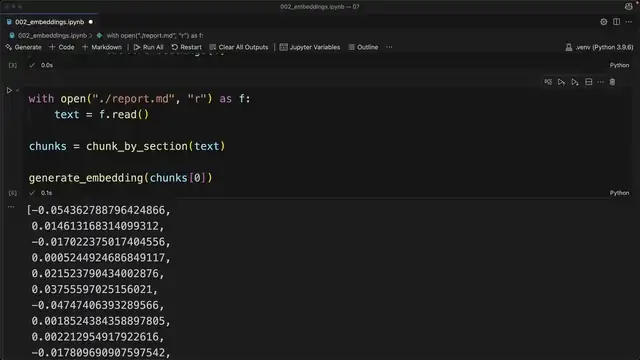 002_embeddings.ipynb — 07
002_embeddings.ipynb
002_embeddings.ipynb > with open("./report.md", "r") as f:
Generate + Code + Markdown Run All Restart Clear All Outputs Jupyter Variables Outline ... .venv (Python 3.9.6)
[3] 0.0s Python
with open("./report.md", "r") as f:
text = f.read()
chunks = chunk_by_section(text)
generate_embedding(chunks[0])
[6] 0.1s Python
... [-0.054362788796424866,
0.014613168314099312,
-0.017022375017404556,
0.0005244924686849117,
0.021523790434002876,
0.03755597025156021,
-0.04747406393289566,
0.0018524384358897805,
0.002212954917922616,
-0.017809690907597542,